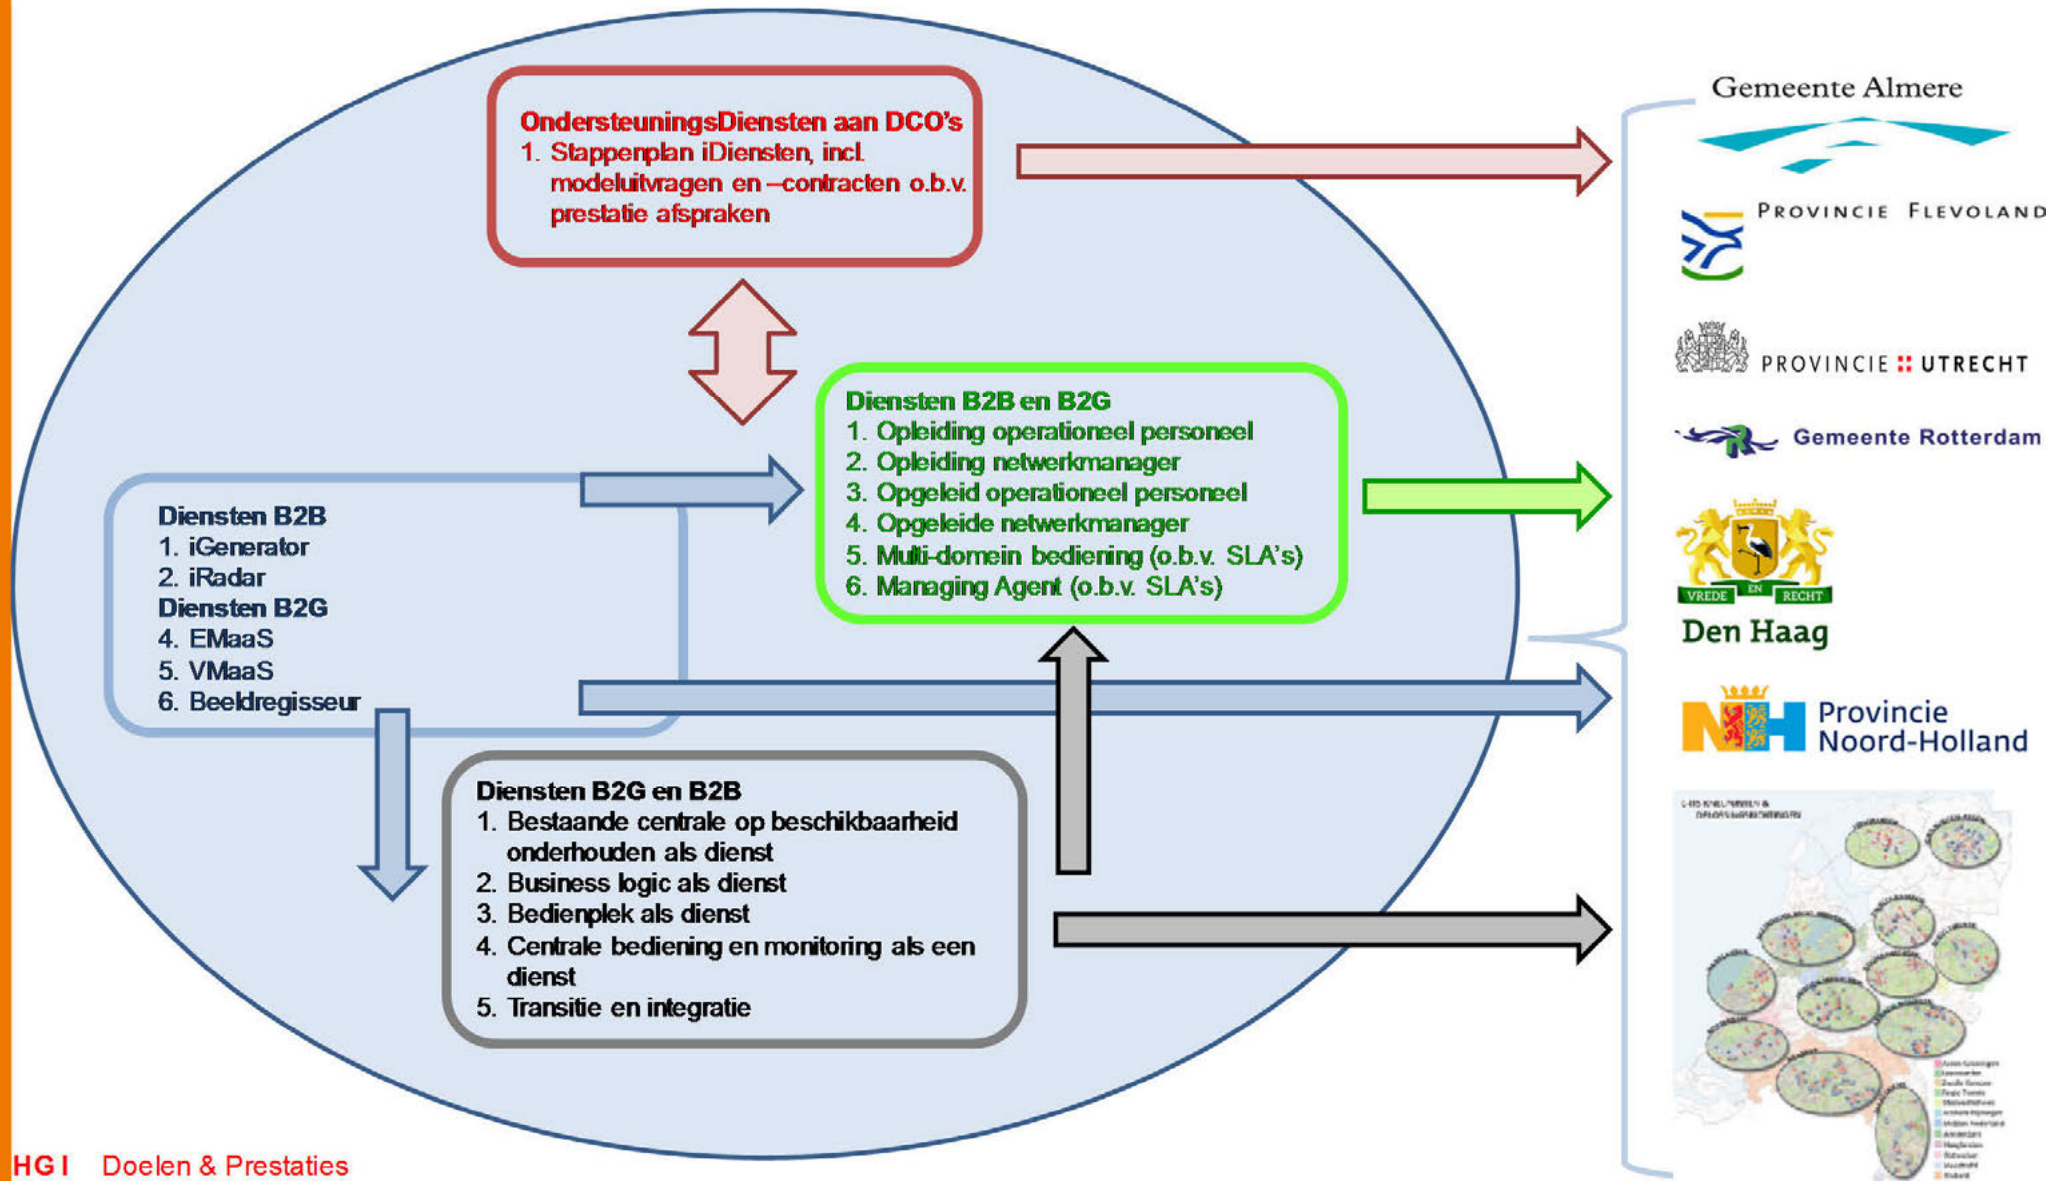 OndersteuningsDiensten aan DCO's
1. Stappenplan iDiensten, incl.
modeluitvragen en –contracten o.b.v.
prestatie afspraken
Diensten B2B en B2G
1. Opleiding operationeel personeel
2. Opleiding netwerkmanager
3. Opgeleid operationeel personeel
4. Opgeleide netwerkmanager
5. Multi-domein bediening (o.b.v. SLA's)
6. Managing Agent (o.b.v. SLA's)
Diensten B2B
1. iGenerator
2. iRadar
Diensten B2G
4. EMaaS
5. VMaaS
6. Beeldregisseur
Diensten B2G en B2B
1. Bestaande centrale op beschikbaarheid
onderhouden als dienst
2. Business logic als dienst
3. Bedienplek als dienst
4. Centrale bediening en monitoring als een
dienst
5. Transitie en integratie
Gemeente Almere
PROVINCIE FLEVOLAND
PROVINCIE UTRECHT
Gemeente Rotterdam
VREDE EN RECHT
Den Haag
NH Provincie
Noord-Holland
HGI Doelen & Prestaties